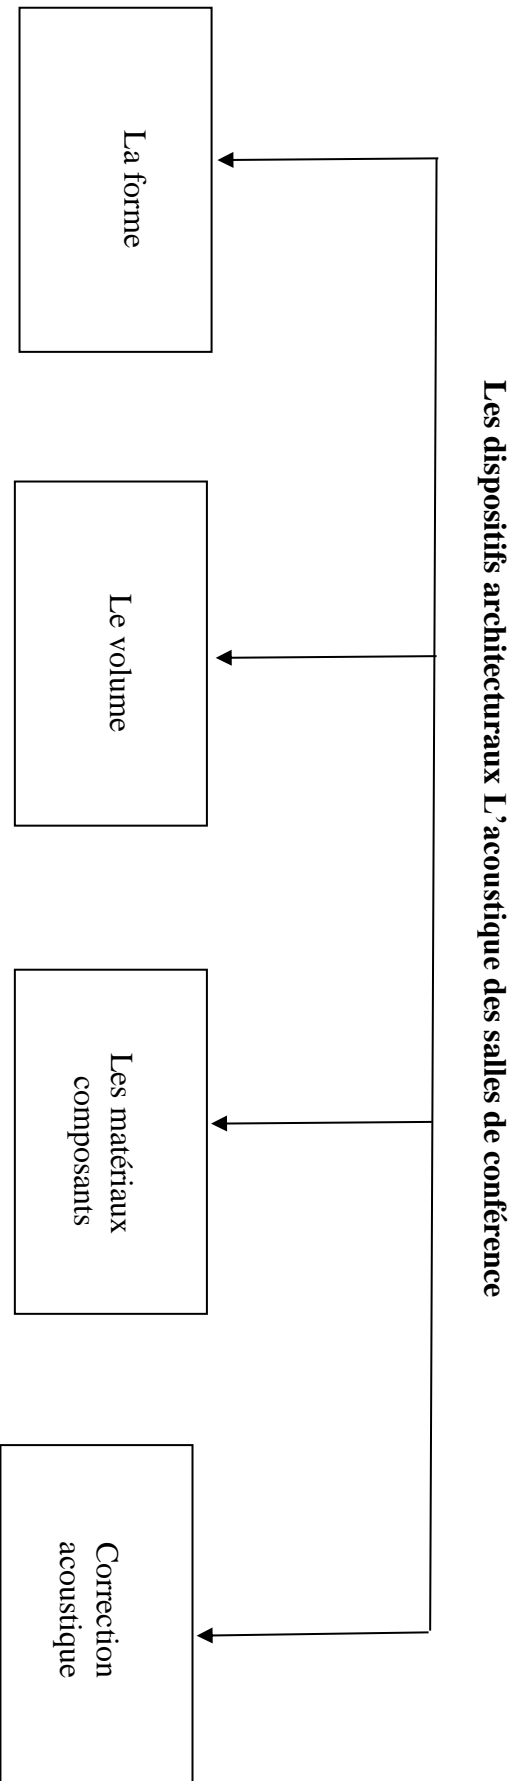 Les dispositifs architecturaux L’acoustique des salles de conférence
La forme
Le volume
Les matériaux
composants
Correction
acoustique